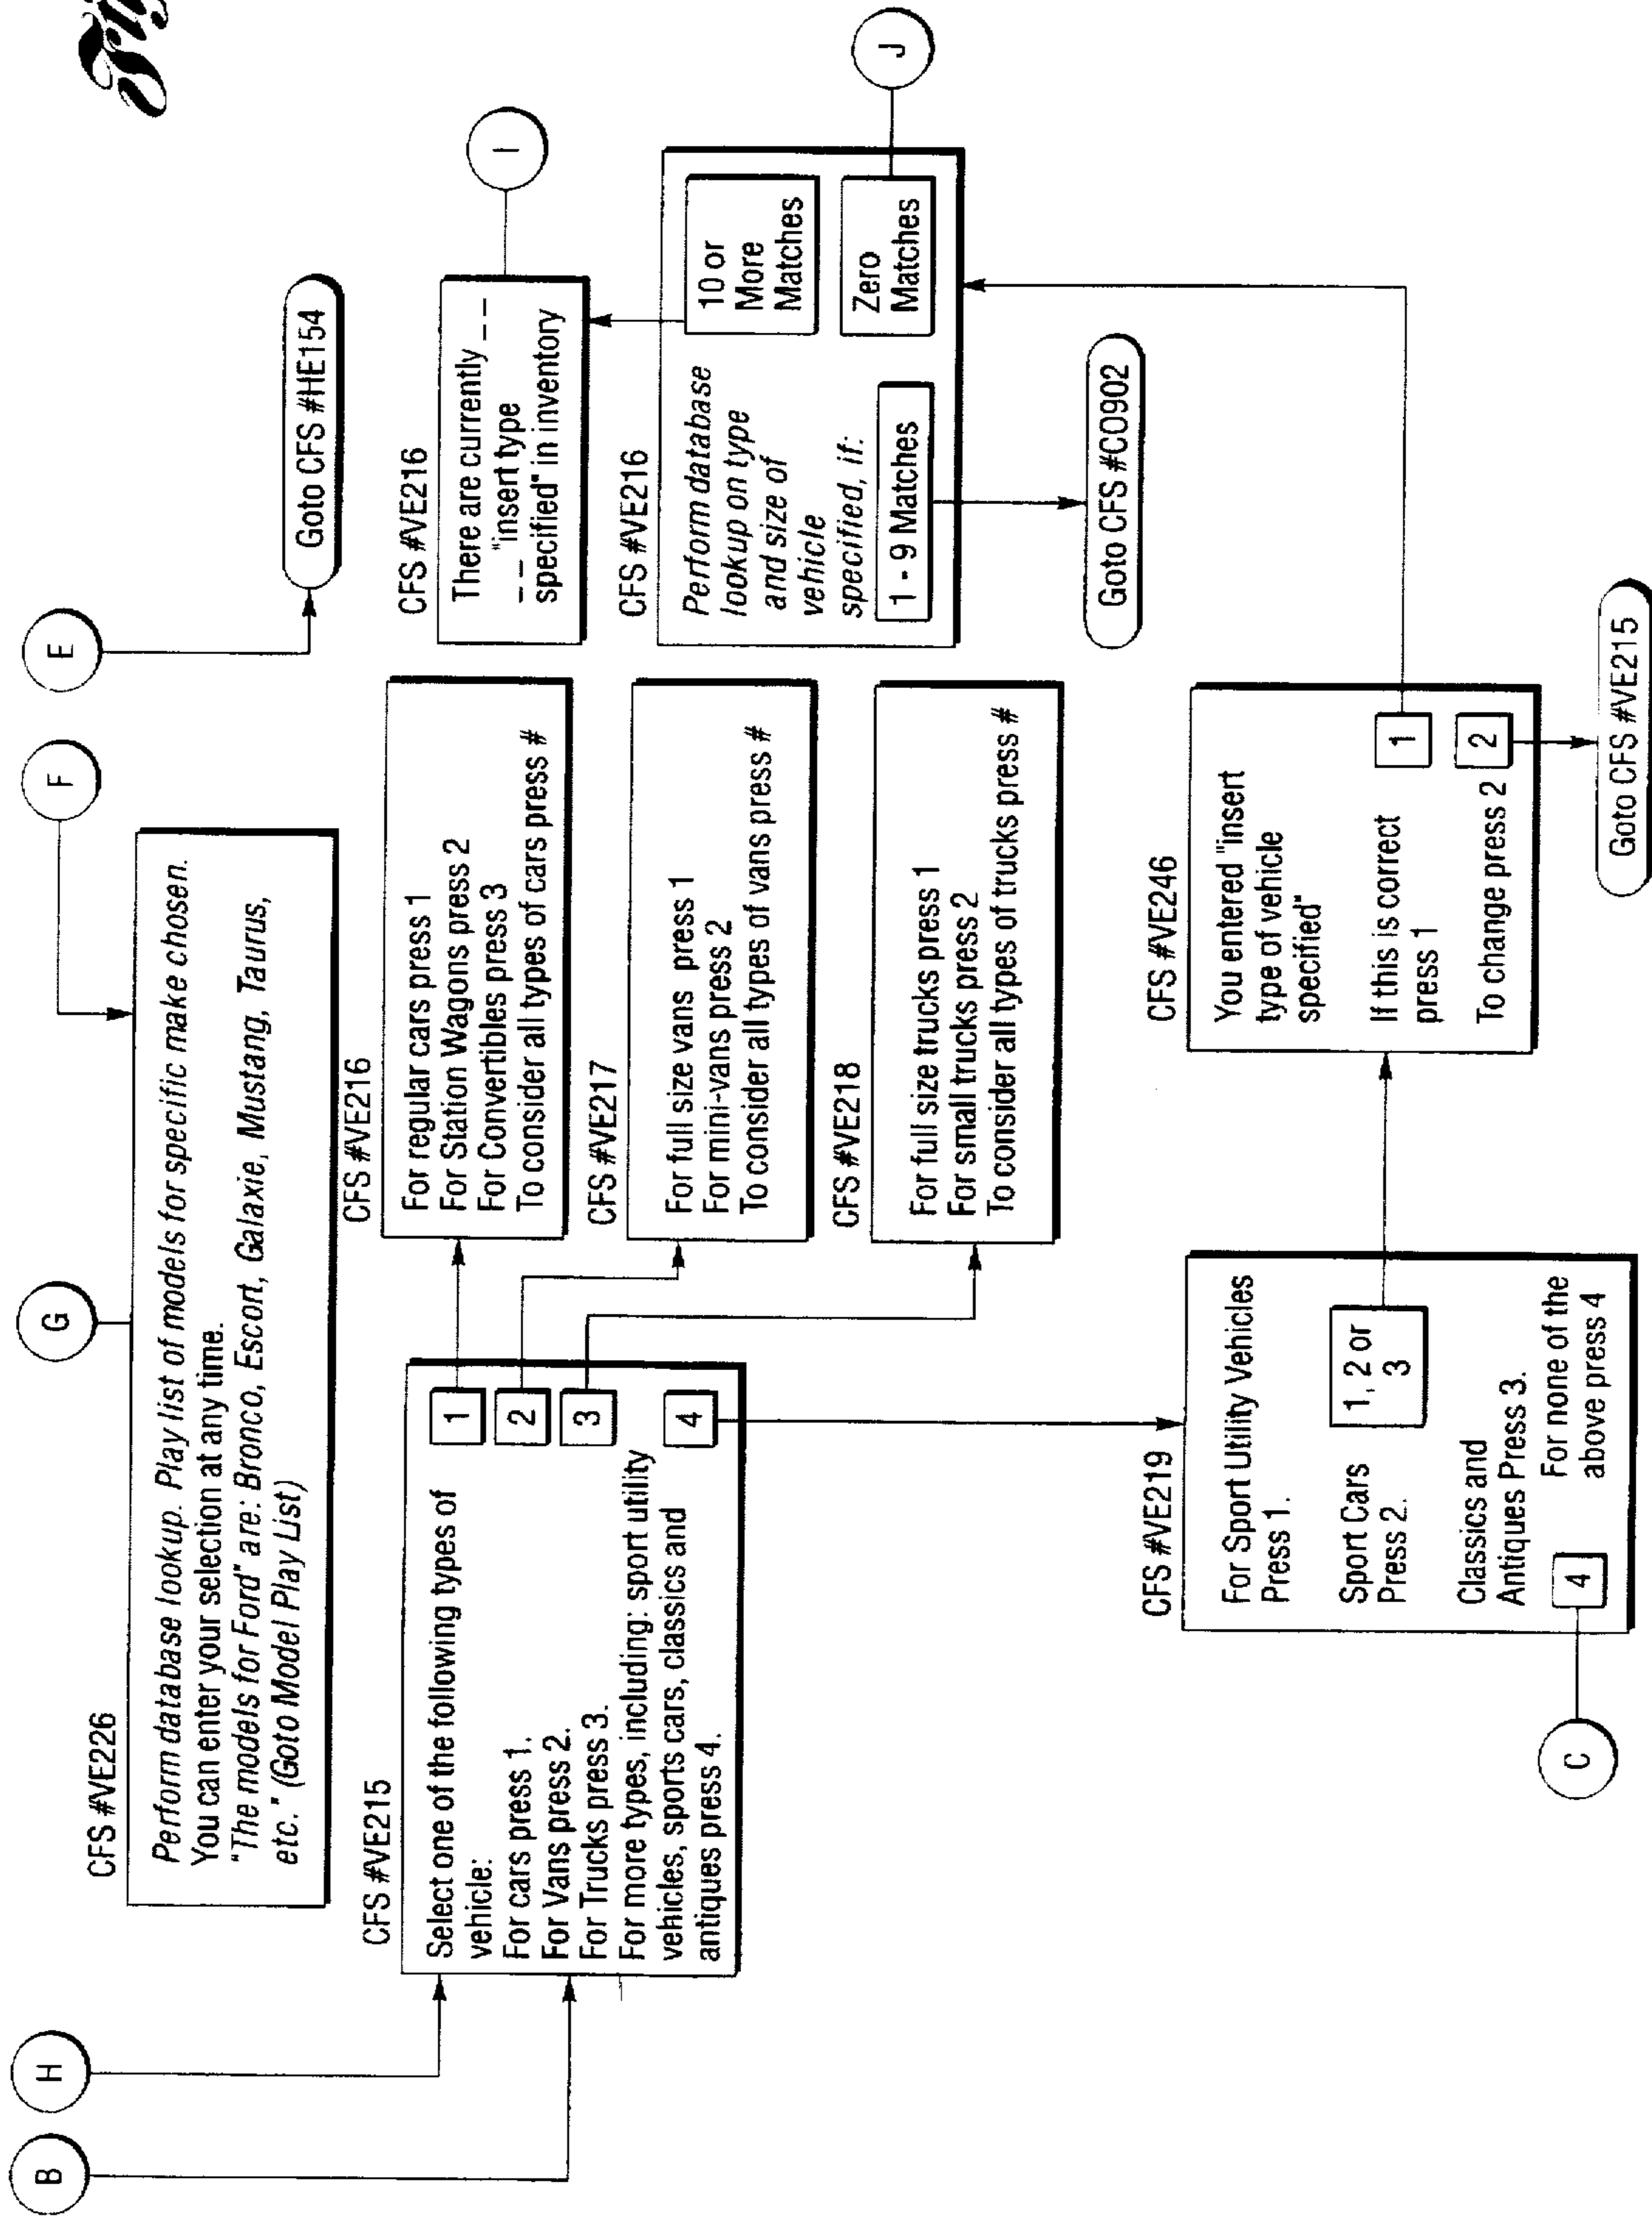 B
H
G
F
E
CFS #VE226
Perform database lookup. Play list of models for specific make chosen.
You can enter your selection at any time.
"The models for Ford" are: Bronco, Escort, Galaxie, Mustang, Taurus,
etc." (Goto Model Play List)
Goto CFS #HE154
CFS #VE215
Select one of the following types of
vehicle:
For cars press 1.
For Vans press 2.
For Trucks press 3.
For more types, including: sport utility
vehicles, sports cars, classics and
antiques press 4.
1
2
3
4
CFS #VE216
For regular cars press 1
For Station Wagons press 2
For Convertibles press 3
To consider all types of cars press #
CFS #VE217
For full size vans press 1
For mini-vans press 2
To consider all types of vans press #
CFS #VE218
For full size trucks press 1
For small trucks press 2
To consider all types of trucks press #
CFS #VE216
There are currently _ _
_ _ "insert type
specified" in inventory
I
CFS #VE216
Perform database
lookup on type
and size of
vehicle
specified, if:
10 or
More
Matches
1 - 9 Matches
Zero
Matches
J
Goto CFS #CO902
CFS #VE219
For Sport Utility Vehicles
Press 1.
Sport Cars
Press 2.
1, 2 or
3
Classics and
Antiques Press 3.
4
For none of the
above press 4
C
CFS #VE246
You entered "insert
type of vehicle
specified"
If this is correct
press 1
1
To change press 2
2
Goto CFS #VE215